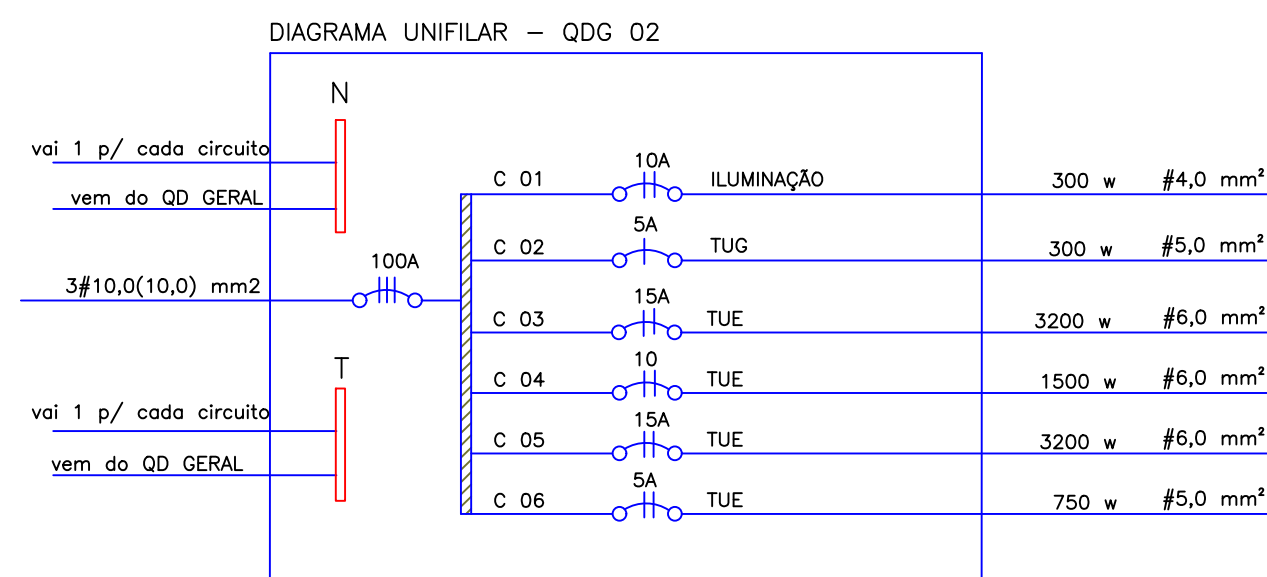 DIAGRAMA UNIFILAR - QDG 02
N
vai 1 p/ cada circuito
vem do QD GERAL
100A
3#10,0(10,0) mm2
T
vai 1 p/ cada circuito
vem do QD GERAL
C 01 10A ILUMINAÇÃO 300 w #4,0 mm²
C 02 5A TUG 300 w #5,0 mm²
C 03 15A TUE 3200 w #6,0 mm²
C 04 10 TUE 1500 w #6,0 mm²
C 05 15A TUE 3200 w #6,0 mm²
C 06 5A TUE 750 w #5,0 mm²